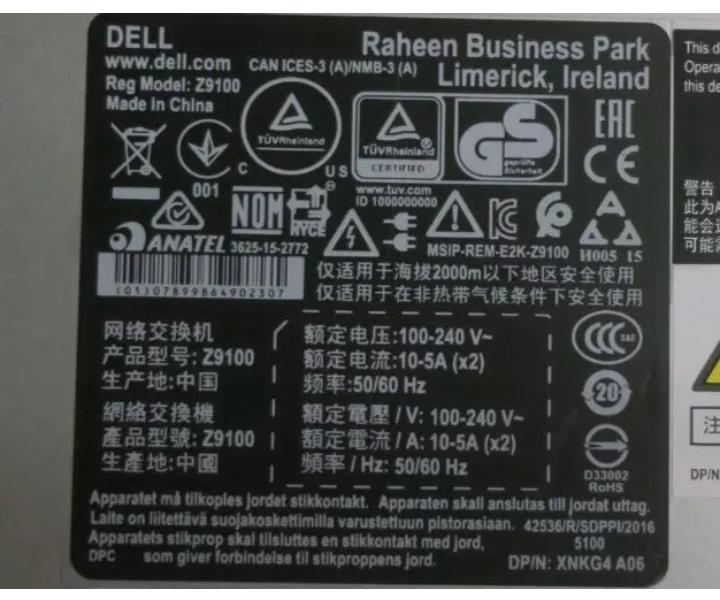 DELL
www.dell.com
Reg Model: Z9100
Made in China
CAN ICES-3 (A)/NMB-3 (A)
Raheen Business Park
Limerick, Ireland
TÜVRheinland
C US
TÜVRheinland
CERTIFIED
www.tuv.com
ID 1000000000
GS
geprüfte
Sicherheit
EAC
CE
001
NOM
NYCE
ANATEL 3625-15-2772
MSIP-REM-E2K-Z9100
И005 15
(01)07899864902307
仅适用于海拔2000m以下地区安全使用
仅适用于在非热带气候条件下安全使用
网络交换机
产品型号: Z9100
生产地:中国
網絡交換機
產品型號: Z9100
生產地:中國
额定电压:100-240 V~
额定电流:10-5A (x2)
频率:50/60 Hz
額定電壓 / V: 100-240 V~
額定電流 / A: 10-5A (x2)
頻率 / Hz: 50/60 Hz
20
D33002
RoHS
Apparatet må tilkoples jordet stikkontakt. Apparaten skall anslutas till jordat uttag.
Laite on liitettävä suojakoskettimilla varustettuun pistorasiaan. 42536/R/SDPPI/2016
Apparatets stikprop skal tilsluttes en stikkontakt med jord, 5100
DPC som giver forbindelse til stikproppens jord. DP/N: XNKG4 A06
This d
Opera
this de
警告
此为A
可能
注
DP/N